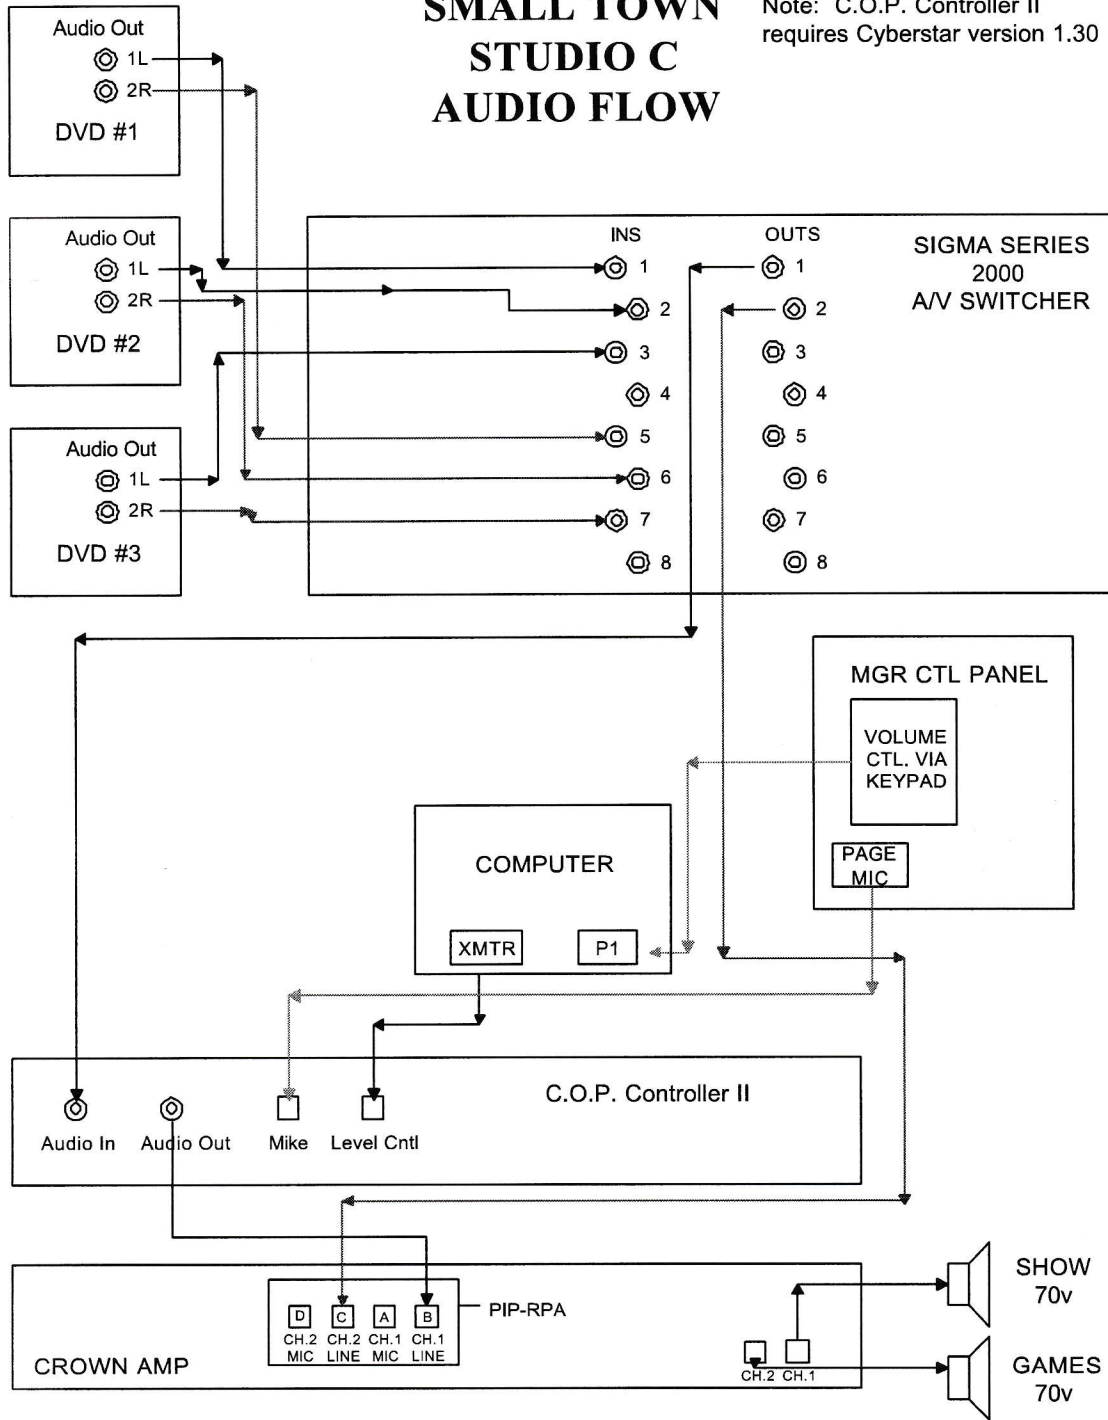 SMALL TOWN
STUDIO C
AUDIO FLOW
Note: C.O.P. Controller II
requires Cyberstar version 1.30
Audio Out
1L
2R
DVD #1
Audio Out
1L
2R
DVD #2
Audio Out
1L
2R
DVD #3
INS
1
2
3
4
5
6
7
8
OUTS
1
2
3
4
5
6
7
8
SIGMA SERIES
2000
A/V SWITCHER
MGR CTL PANEL
VOLUME
CTL. VIA
KEYPAD
PAGE
MIC
COMPUTER
XMTR
P1
C.O.P. Controller II
Audio In
Audio Out
Mike
Level Cntl
PIP-RPA
D
C
A
B
CH.2
MIC
CH.2
LINE
CH.1
MIC
CH.1
LINE
CROWN AMP
CH.2
CH.1
SHOW
70v
GAMES
70v